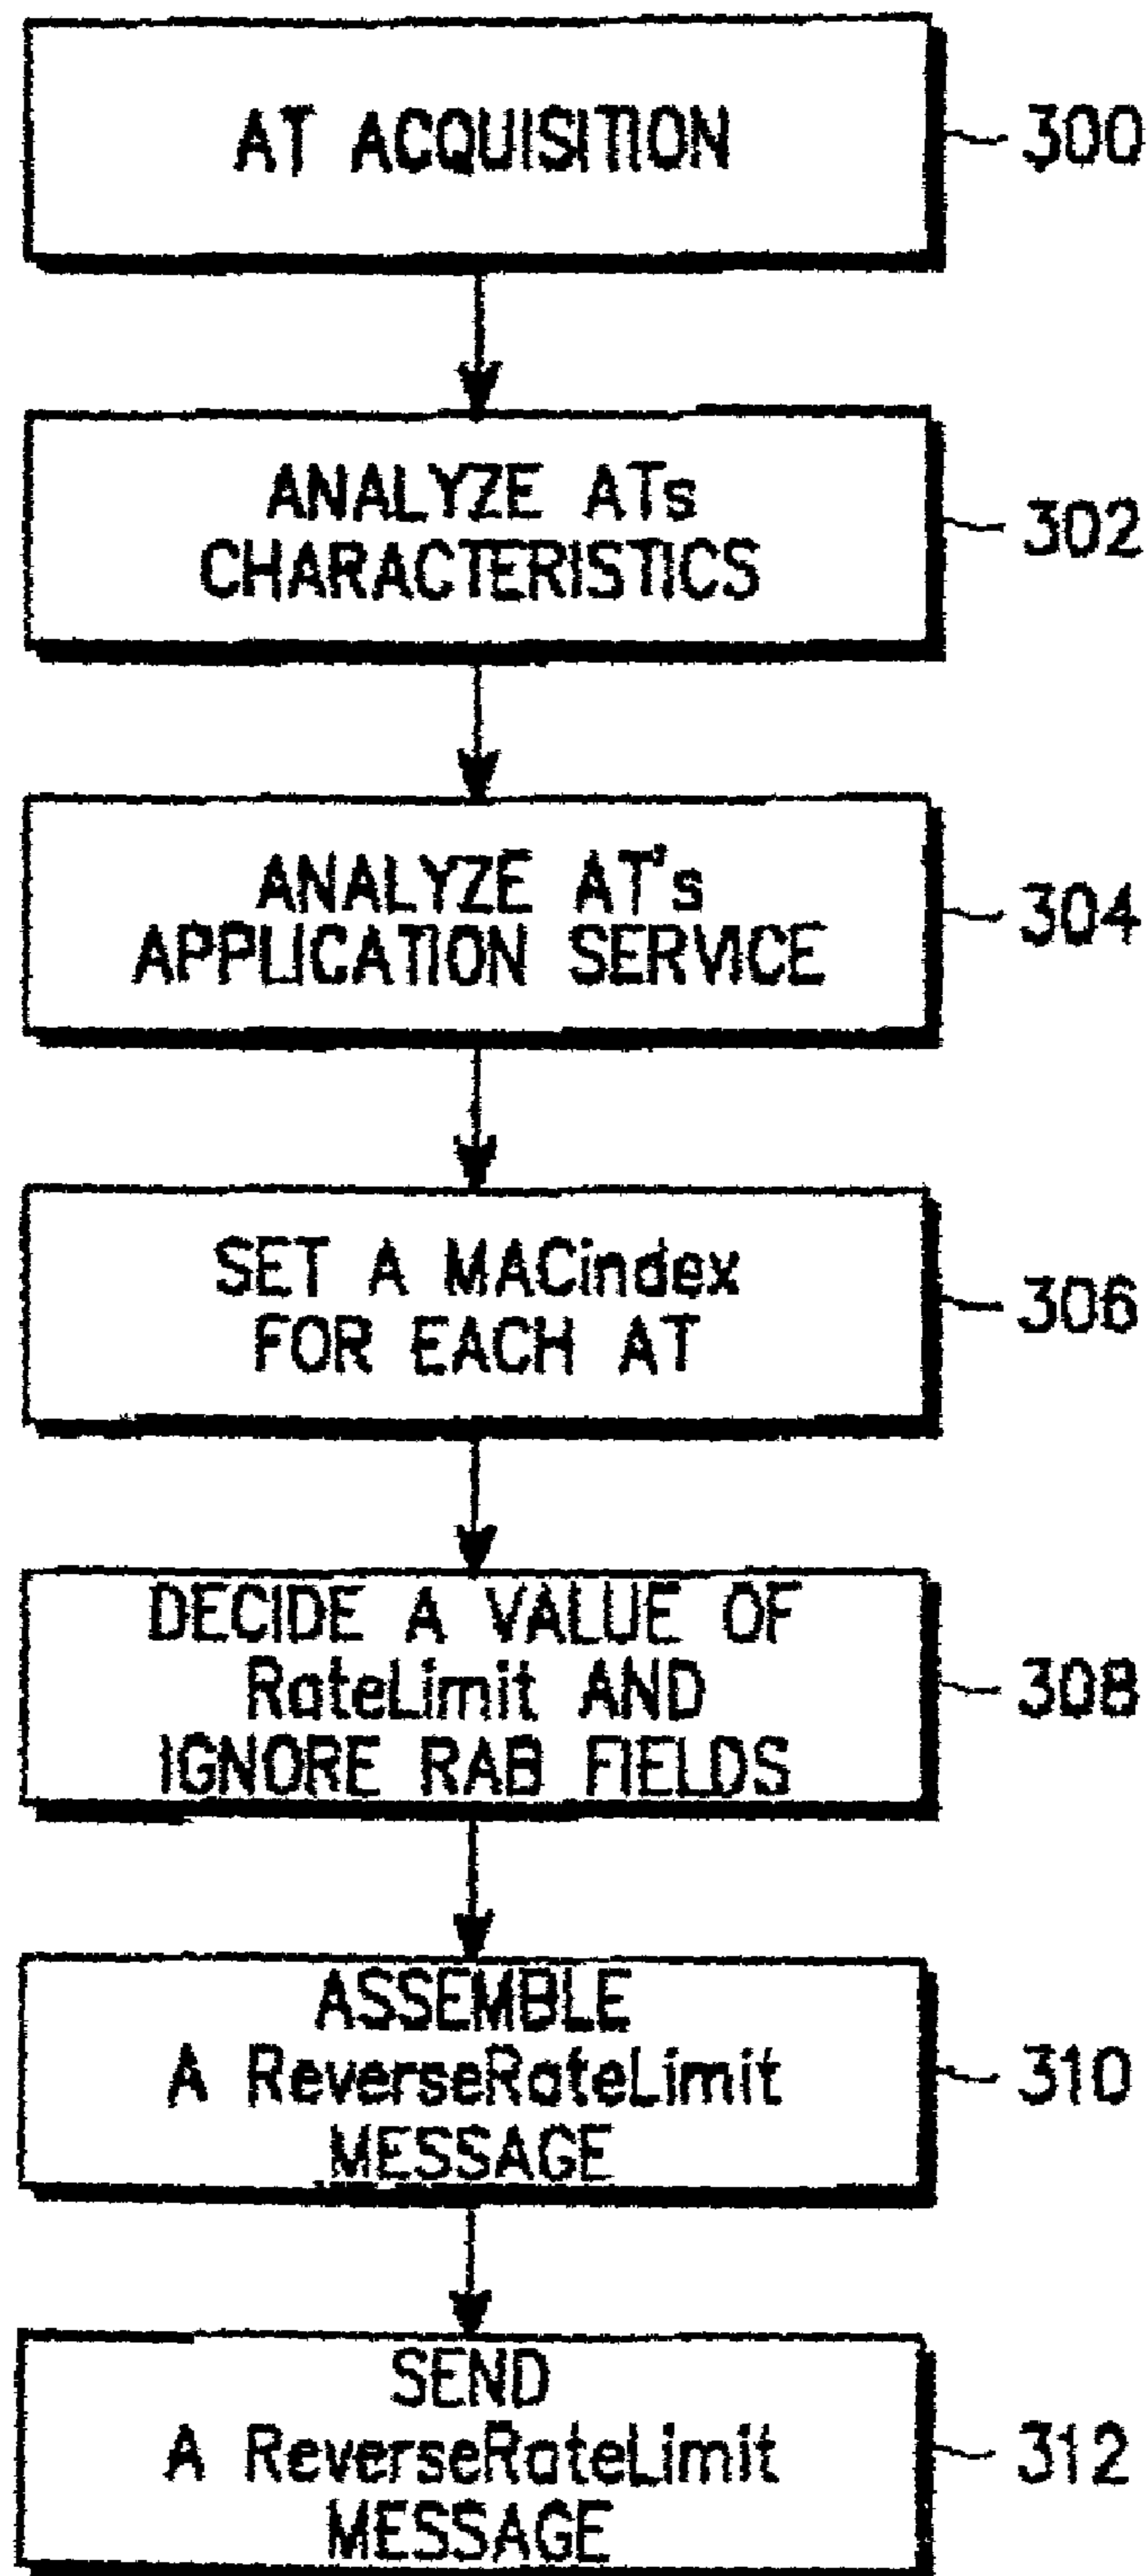 AT ACQUISITION
300
ANALYZE ATs
CHARACTERISTICS
302
ANALYZE AT's
APPLICATION SERVICE
304
SET A MACindex
FOR EACH AT
306
DECIDE A VALUE OF
RateLimit AND
IGNORE RAB FIELDS
308
ASSEMBLE
A ReverseRateLimit
MESSAGE
310
SEND
A ReverseRateLimit
MESSAGE
312